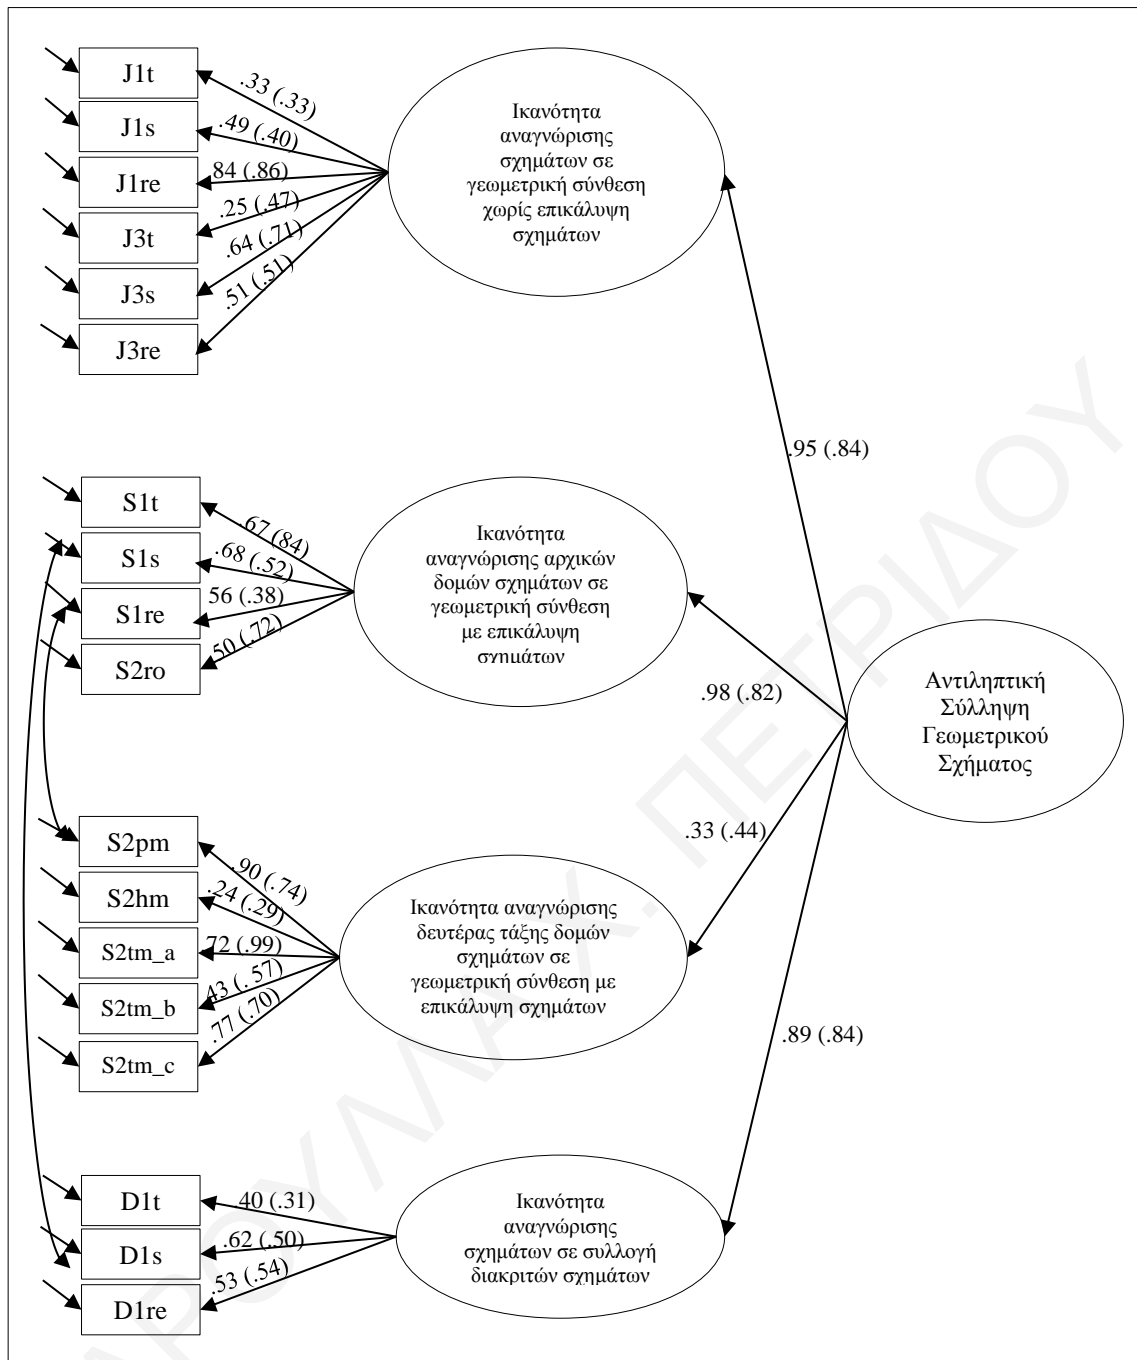 J1t
J1s
J1re
J3t
J3s
J3re
.33 (.33)
.49 (.40)
.84 (.86)
.25 (.47)
.64 (.71)
.51 (.51)
Ικανότητα
αναγνώρισης
σχημάτων σε
γεωμετρική σύνθεση
χωρίς επικάλυψη
σχημάτων
.95 (.84)
S1t
S1s
S1re
S2ro
.67 (84)
.68 (.52)
56 (.38)
.50 (.72)
Ικανότητα
αναγνώρισης αρχικών
δομών σχημάτων σε
γεωμετρική σύνθεση
με επικάλυψη
σχημάτων
.98 (.82)
Αντιληπτική
Σύλληψη
Γεωμετρικού
Σχήματος
.33 (.44)
S2pm
S2hm
S2tm_a
S2tm_b
S2tm_c
.90 (.74)
.24 (.29)
.72 (.99)
.43 (. 57)
.77 (.70)
Ικανότητα αναγνώρισης
δευτέρας τάξης δομών
σχημάτων σε
γεωμετρική σύνθεση με
επικάλυψη σχημάτων
.89 (.84)
D1t
D1s
D1re
.40 (.31)
.62 (.50)
.53 (.54)
Ικανότητα
αναγνώρισης
σχημάτων σε συλλογή
διακριτών σχημάτων
ΑΡΟΥΛΛΑ Χ. ΠΕΤΡΙΔΟΥ